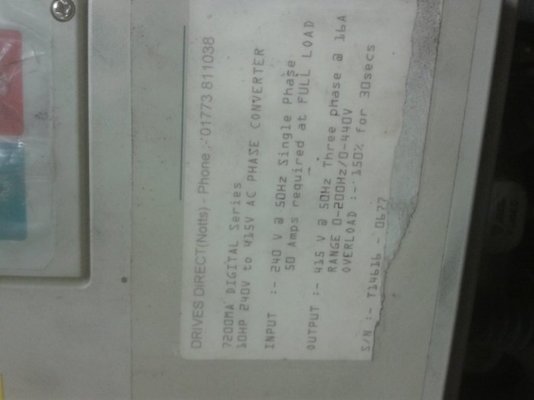 DRIVES DIRECT(Notts) - Phone :- 01773 811038
7200MA DIGITAL Series
10HP 240V to 415V AC PHASE CONVERTER
INPUT :- 240 V @ 50Hz Single Phase
50 Amps required at FULL LOAD
OUTPUT :- 415 V @ 50Hz Three phase @ 16A
RANGE 0-200Hz/0-440V
OVERLOAD :- 150% for 30secs
S/N :- T14616 - 0677